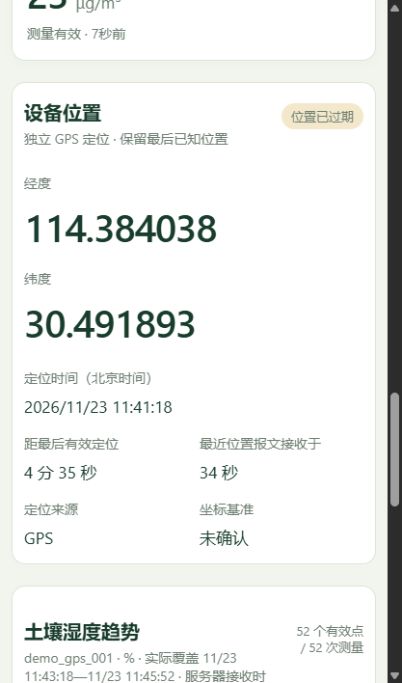 25 μg/m³
测量有效 · 7秒前
设备位置
位置已过期
独立 GPS 定位 · 保留最后已知位置
经度
114.384038
纬度
30.491893
定位时间（北京时间）
2026/11/23 11:41:18
距最后有效定位
最近位置报文接收于
4 分 35 秒
34 秒
定位来源
坐标基准
GPS
未确认
土壤湿度趋势
52 个有效点
/ 52 次测量
demo_gps_001 · % · 实际覆盖 11/23
11:43:18—11/23 11:45:52 · 服务器接收时